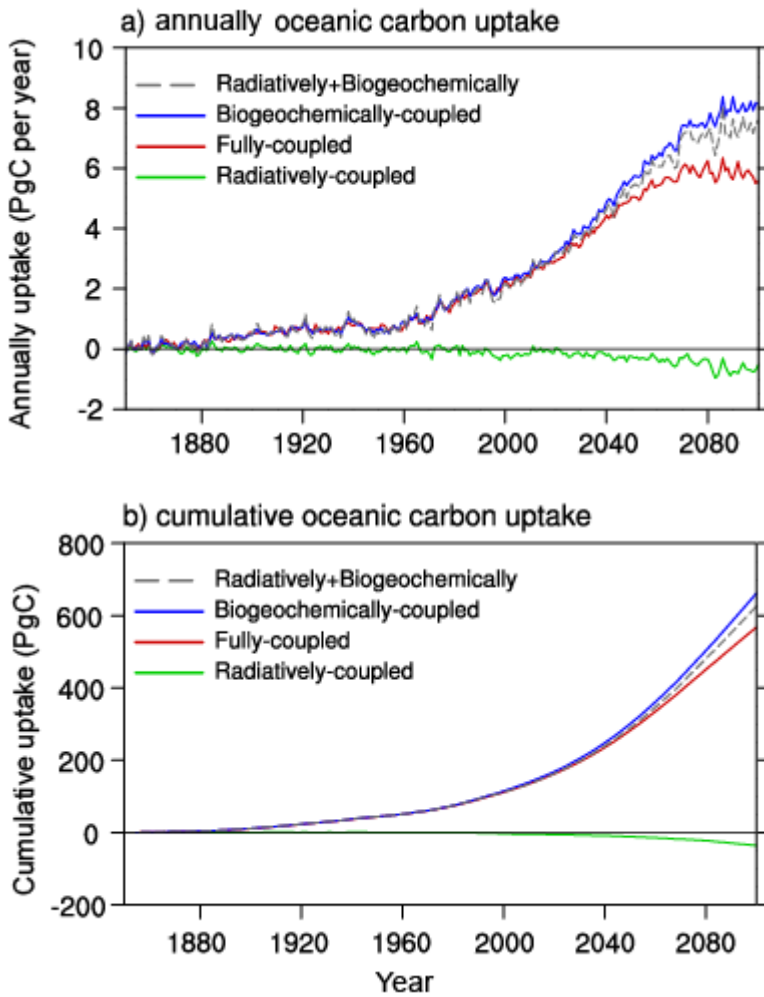 a) annually oceanic carbon uptake
Annually uptake (PgC per year)
10
8
6
4
2
0
-2
Radiatively+Biogeochemically
Biogeochemically-coupled
Fully-coupled
Radiatively-coupled
1880 1920 1960 2000 2040 2080
b) cumulative oceanic carbon uptake
Cumulative uptake (PgC)
800
600
400
200
0
-200
Radiatively+Biogeochemically
Biogeochemically-coupled
Fully-coupled
Radiatively-coupled
1880 1920 1960 2000 2040 2080
Year